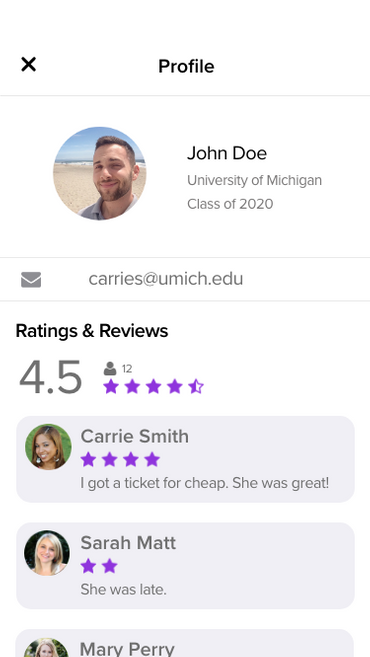 Profile
John Doe
University of Michigan
Class of 2020
carries@umich.edu
Ratings & Reviews
4.5
12
Carrie Smith
I got a ticket for cheap. She was great!
Sarah Matt
She was late.
Mary Perry